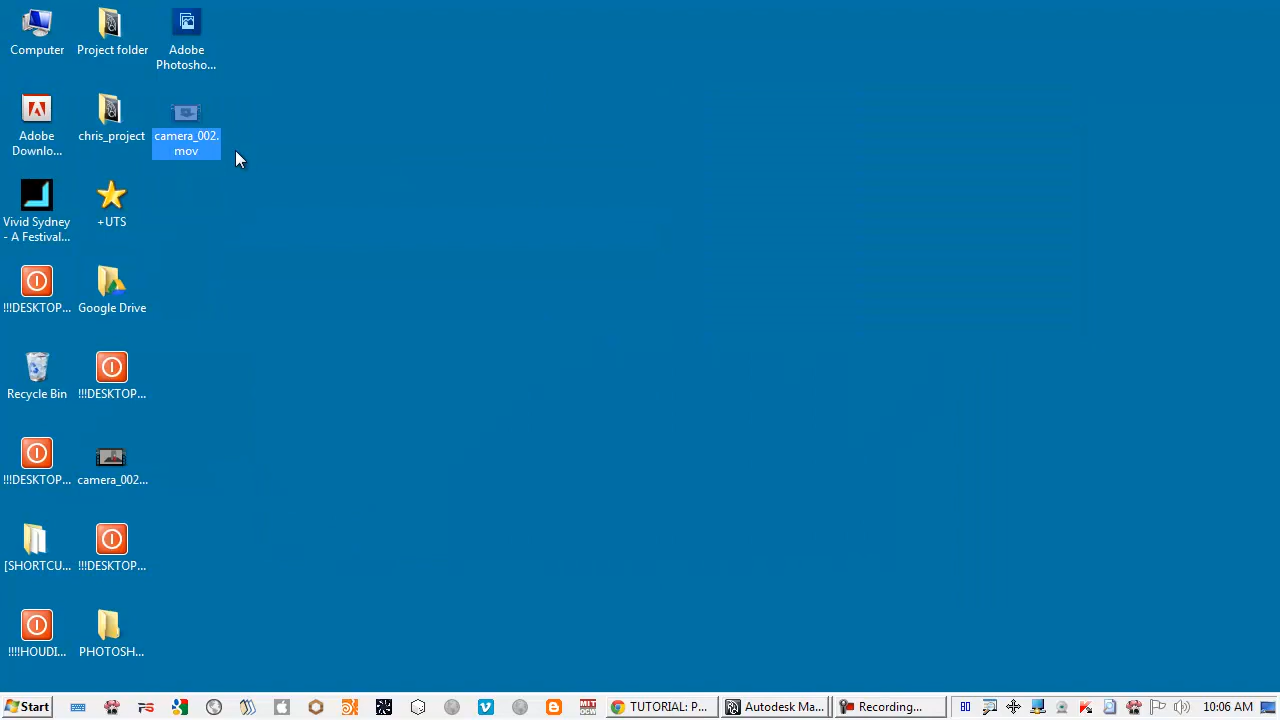 Computer
Project folder
Adobe
Photosho...
Adobe
Downlo...
chris_project
camera_002.
mov
Vivid Sydney
- A Festival...
+UTS
!!!DESKTOP...
Google Drive
Recycle Bin
!!!DESKTOP...
!!!DESKTOP...
camera_002...
[SHORTCU...
!!!DESKTOP...
!!!!HOUDI...
PHOTOSH...
Start
TUTORIAL: P...
Autodesk Ma...
Recording...
10:06 AM